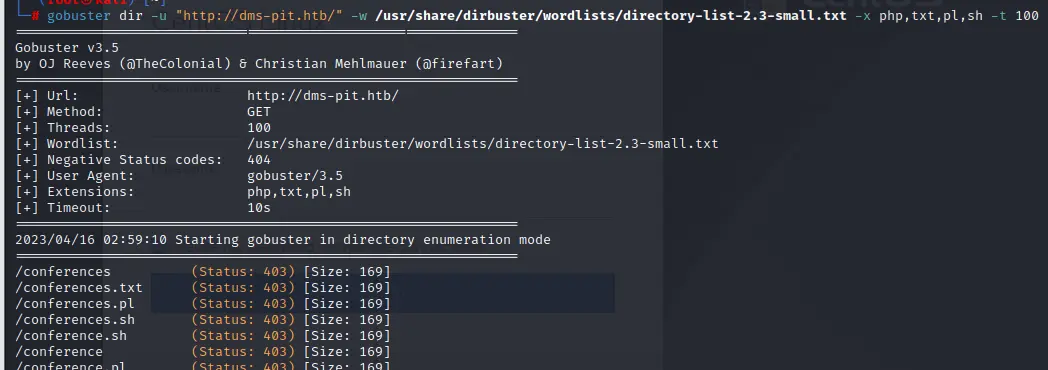 (root㉿kali)-[~]
└─# gobuster dir -u "http://dms-pit.htb/" -w /usr/share/dirbuster/wordlists/directory-list-2.3-small.txt -x php,txt,pl,sh -t 100
===============================================================
Gobuster v3.5
by OJ Reeves (@TheColonial) & Christian Mehlmauer (@firefart)
===============================================================
[+] Url: http://dms-pit.htb/
[+] Method: GET
[+] Threads: 100
[+] Wordlist: /usr/share/dirbuster/wordlists/directory-list-2.3-small.txt
[+] Negative Status codes: 404
[+] User Agent: gobuster/3.5
[+] Extensions: php,txt,pl,sh
[+] Timeout: 10s
===============================================================
2023/04/16 02:59:10 Starting gobuster in directory enumeration mode
===============================================================
/conferences (Status: 403) [Size: 169]
/conferences.txt (Status: 403) [Size: 169]
/conferences.pl (Status: 403) [Size: 169]
/conferences.sh (Status: 403) [Size: 169]
/conference.sh (Status: 403) [Size: 169]
/conference (Status: 403) [Size: 169]
/conference.pl (Status: 403) [Size: 169]